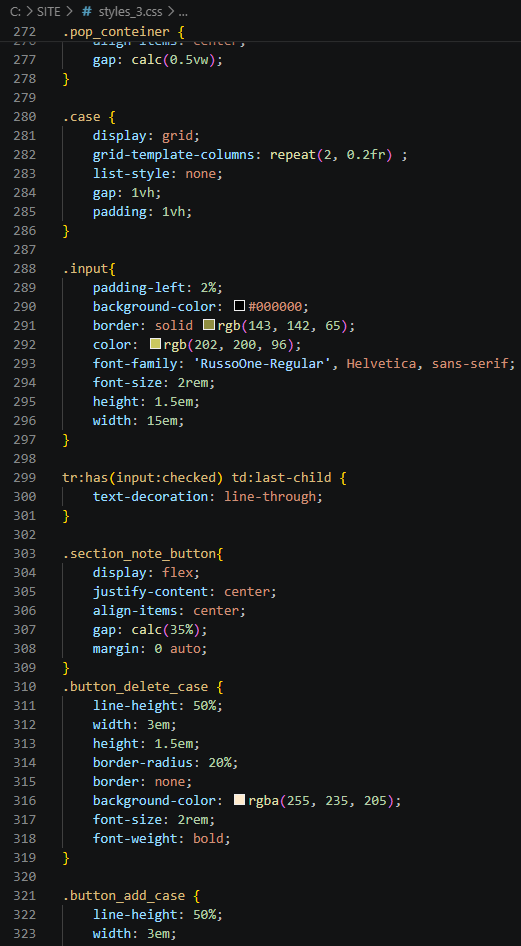 C: > SITE > # styles_3.css > ...
272 .pop_conteiner {
276 align-items: center;
277 gap: calc(0.5vw);
278 }
279
280 .case {
281 display: grid;
282 grid-template-columns: repeat(2, 0.2fr) ;
283 list-style: none;
284 gap: 1vh;
285 padding: 1vh;
286 }
287
288 .input{
289 padding-left: 2%;
290 background-color: #000000;
291 border: solid rgb(143, 142, 65);
292 color: rgb(202, 200, 96);
293 font-family: 'RussoOne-Regular', Helvetica, sans-serif;
294 font-size: 2rem;
295 height: 1.5em;
296 width: 15em;
297 }
298
299 tr:has(input:checked) td:last-child {
300 text-decoration: line-through;
301 }
302
303 .section_note_button{
304 display: flex;
305 justify-content: center;
306 align-items: center;
307 gap: calc(35%);
308 margin: 0 auto;
309 }
310 .button_delete_case {
311 line-height: 50%;
312 width: 3em;
313 height: 1.5em;
314 border-radius: 20%;
315 border: none;
316 background-color: rgba(255, 235, 205);
317 font-size: 2rem;
318 font-weight: bold;
319 }
320
321 .button_add_case {
322 line-height: 50%;
323 width: 3em;